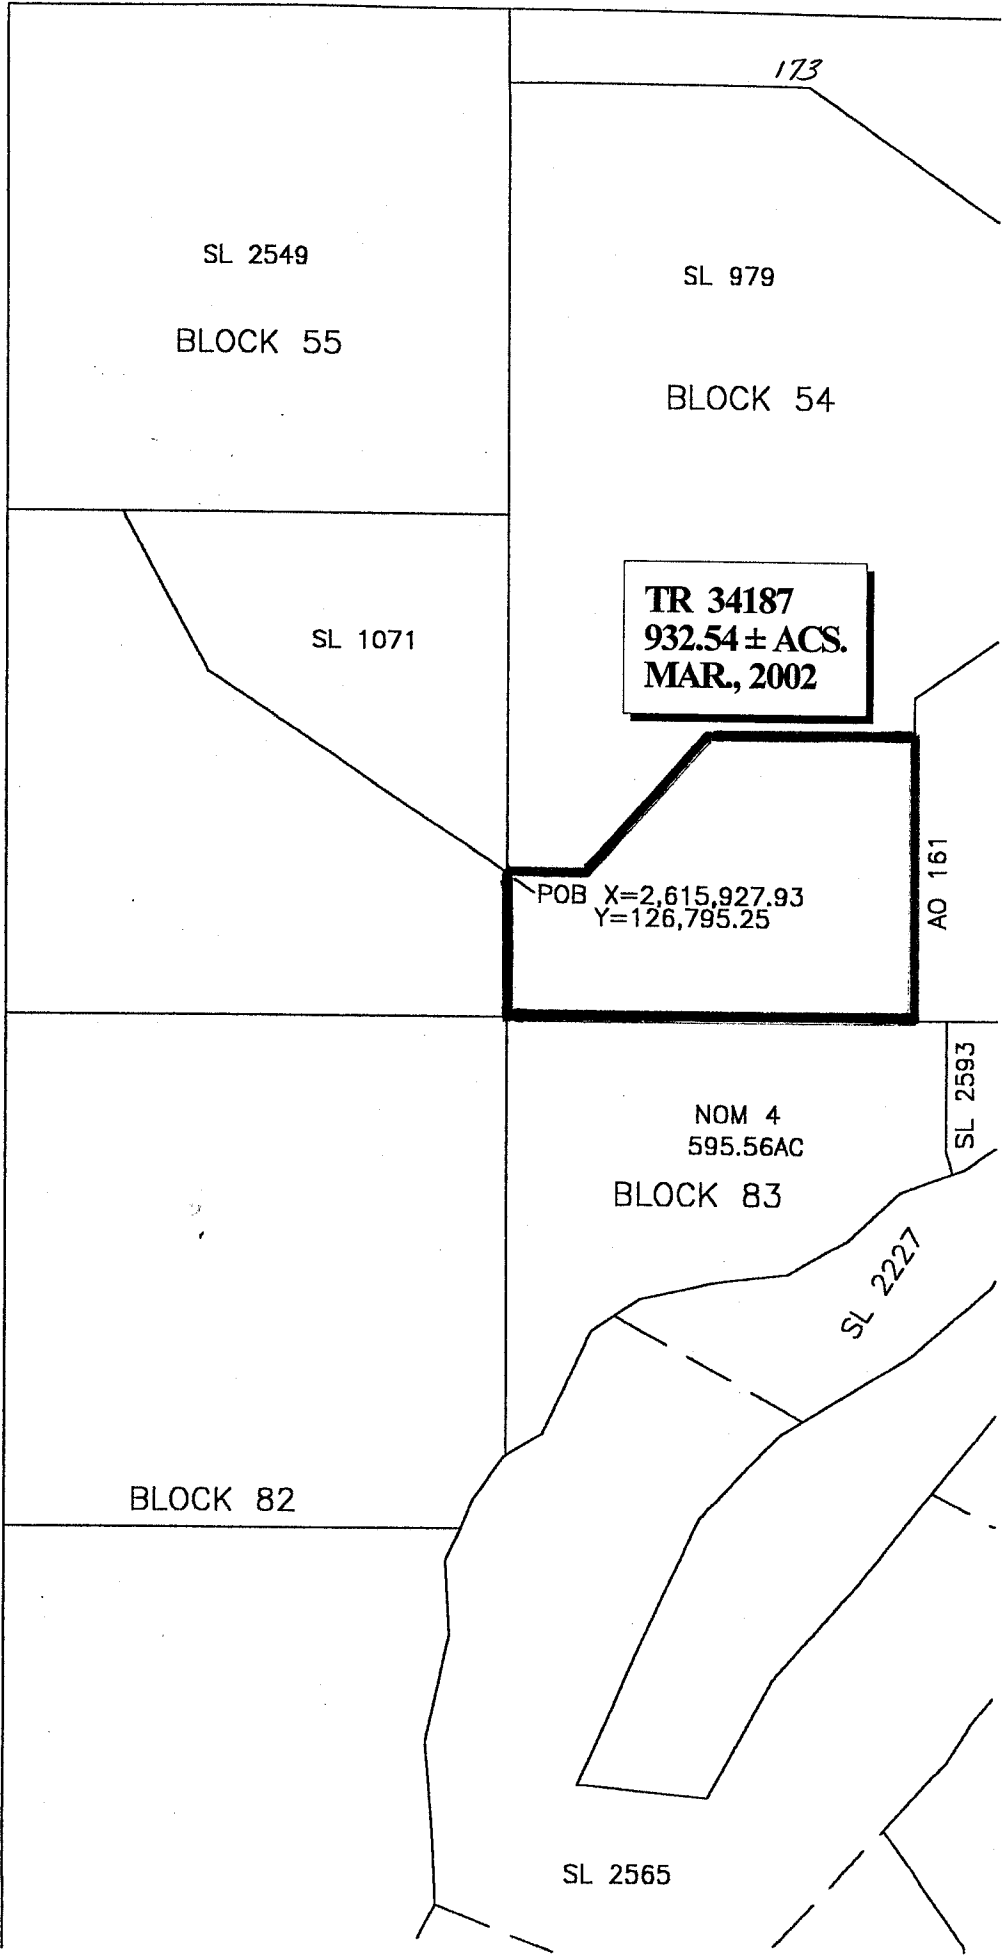 173
SL 2549
SL 979
BLOCK 55
BLOCK 54
TR 34187
932.54 ± ACS.
MAR., 2002
SL 1071
POB X=2,615,927.93
Y=126,795.25
AO 161
SL 2593
NOM 4
595.56AC
BLOCK 83
SL 2227
BLOCK 82
SL 2565